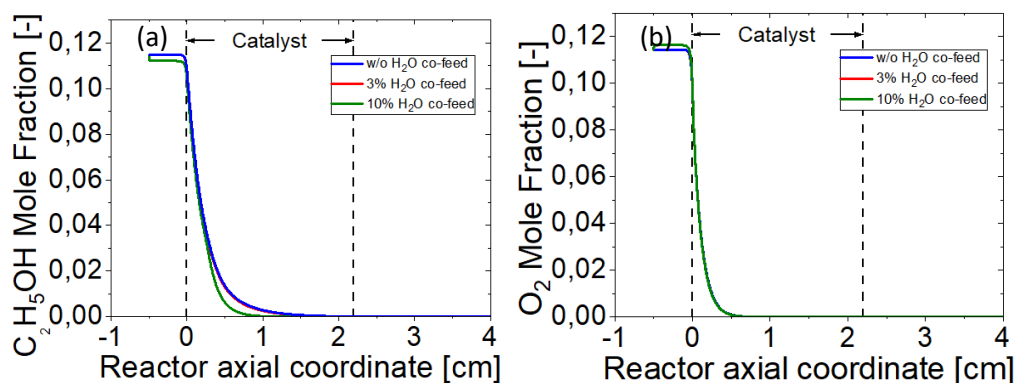 (a)
Catalyst
w/o H₂O co-feed
3% H₂O co-feed
10% H₂O co-feed
C₂H₅OH Mole Fraction [-]
0,12
0,10
0,08
0,06
0,04
0,02
0,00
-1 0 1 2 3 4
Reactor axial coordinate [cm]
(b)
Catalyst
w/o H₂O co-feed
3% H₂O co-feed
10% H₂O co-feed
O₂ Mole Fraction [-]
0,12
0,10
0,08
0,06
0,04
0,02
0,00
-1 0 1 2 3 4
Reactor axial coordinate [cm]